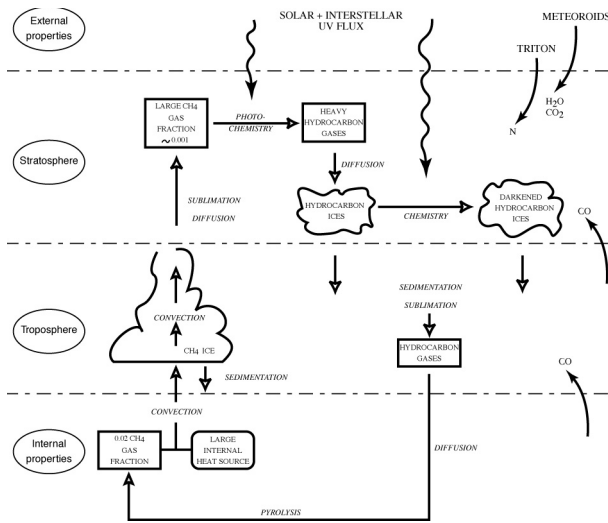 External
properties
SOLAR + INTERSTELLAR
UV FLUX
METEOROIDS
TRITON
H2O
CO2
N
Stratosphere
LARGE CH4
GAS
FRACTION
~ 0.001
PHOTO-
CHEMISTRY
HEAVY
HYDROCARBON
GASES
DIFFUSION
SUBLIMATION
DIFFUSION
HYDROCARBON
ICES
CHEMISTRY
DARKENED
HYDROCARBON
ICES
CO
Troposphere
CONVECTION
CH4 ICE
SEDIMENTATION
SEDIMENTATION
SUBLIMATION
HYDROCARBON
GASES
CO
CONVECTION
Internal
properties
0.02 CH4
GAS
FRACTION
LARGE
INTERNAL
HEAT SOURCE
DIFFUSION
PYROLYSIS